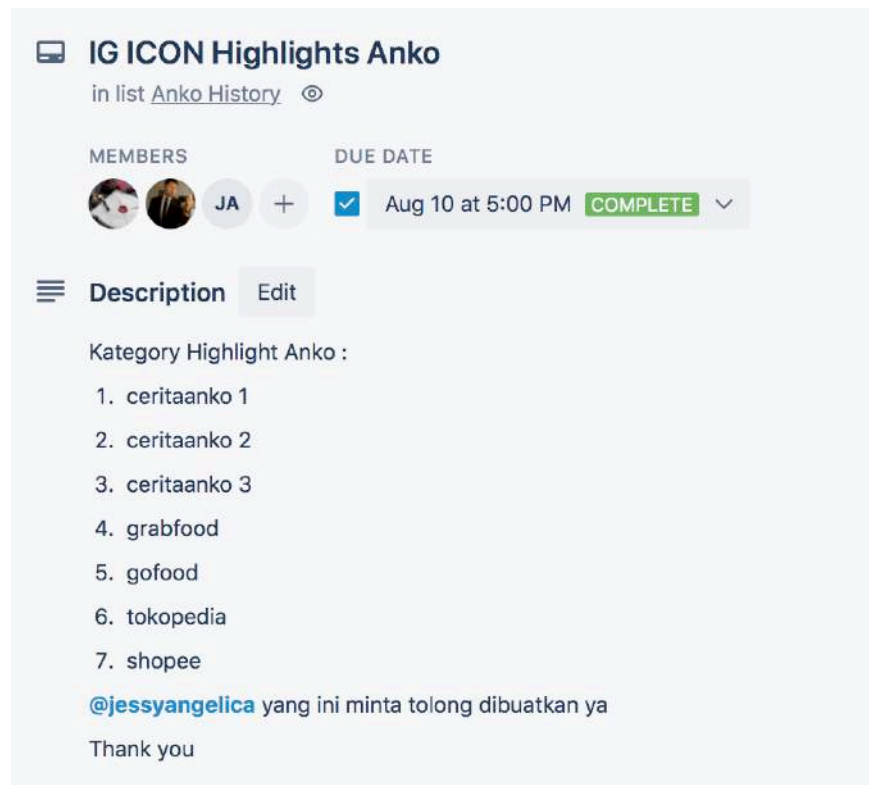 IG ICON Highlights Anko
in list Anko History
MEMBERS
DUE DATE
JA
+
Aug 10 at 5:00 PM COMPLETE
Description Edit
Kategory Highlight Anko :
1. ceritaanko 1
2. ceritaanko 2
3. ceritaanko 3
4. grabfood
5. gofood
6. tokopedia
7. shopee
@jessyangelica yang ini minta tolong dibuatkan ya
Thank you